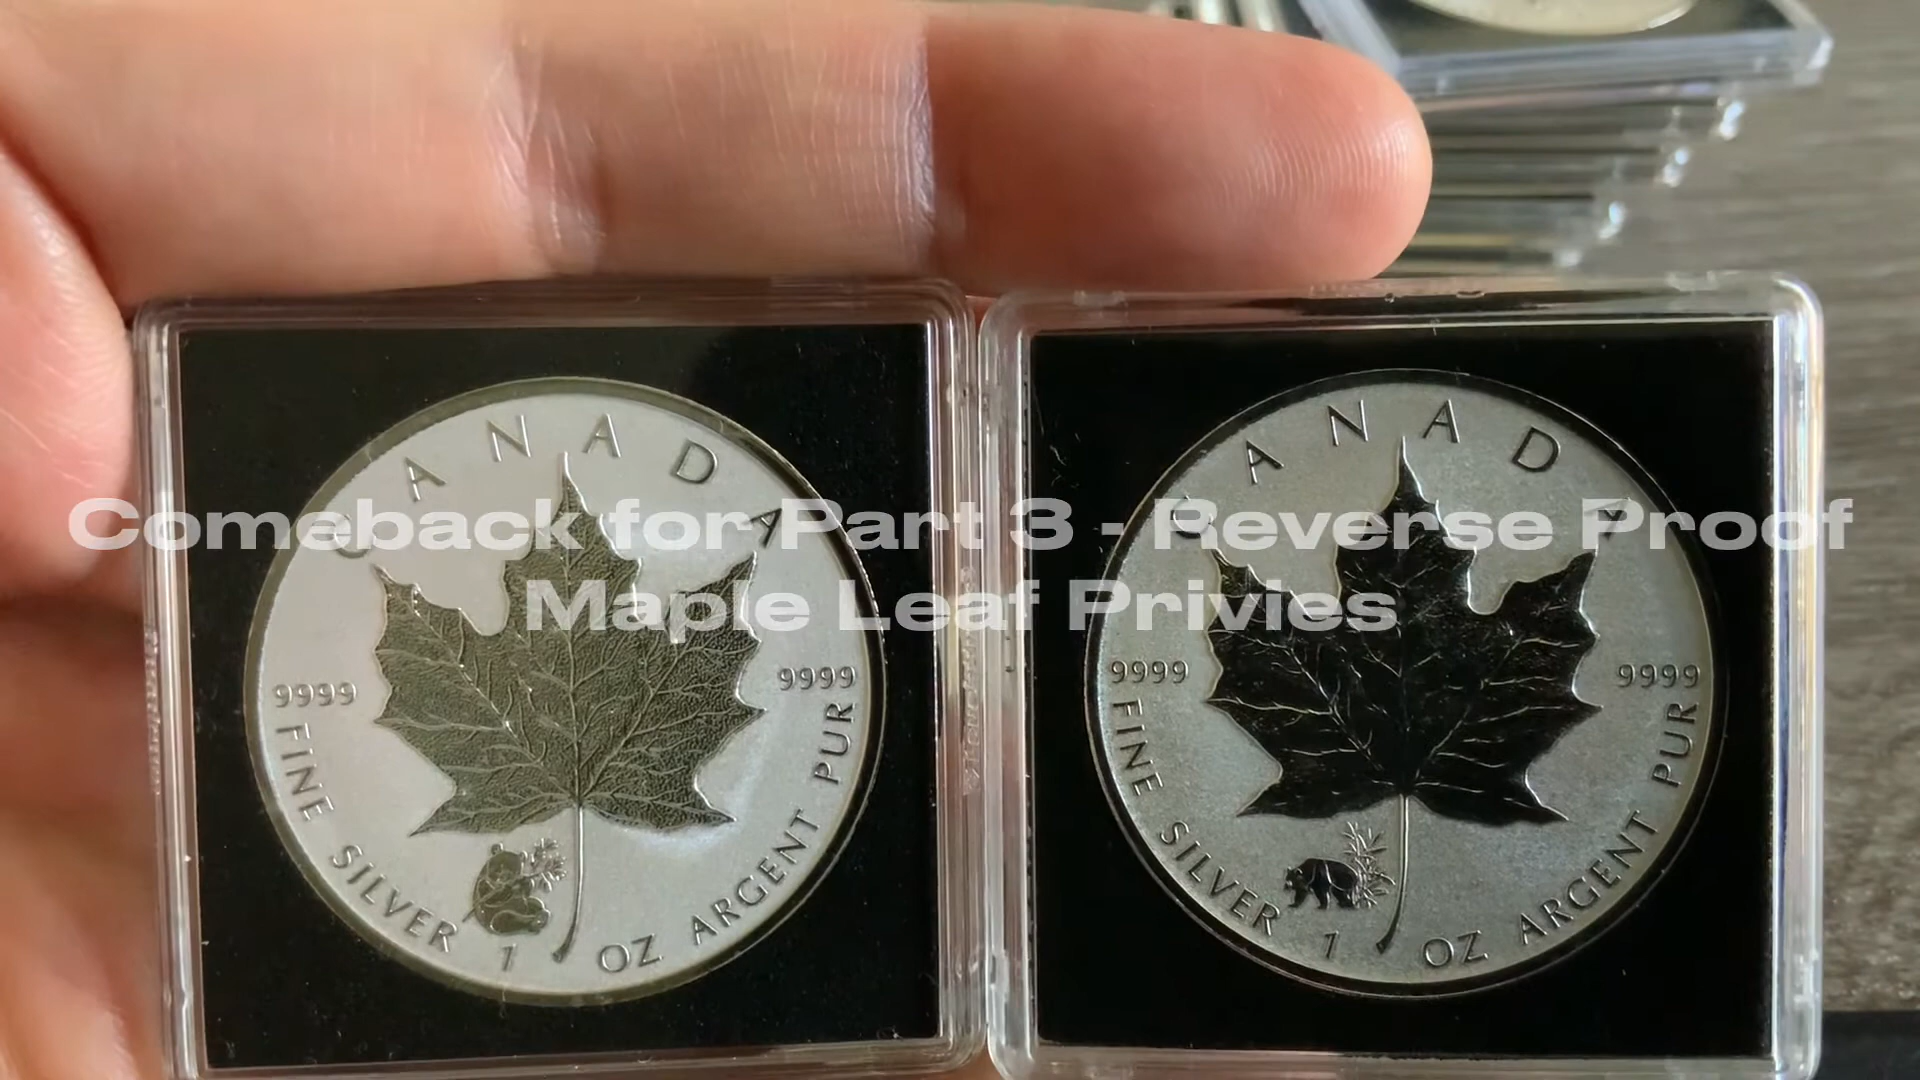 Comeback for Part 3 - Reverse Proof
Maple Leaf Privies
CANADA
9999
9999
FINE SILVER 1 OZ ARGENT PUR
CANADA
9999
9999
FINE SILVER 1 OZ ARGENT PUR